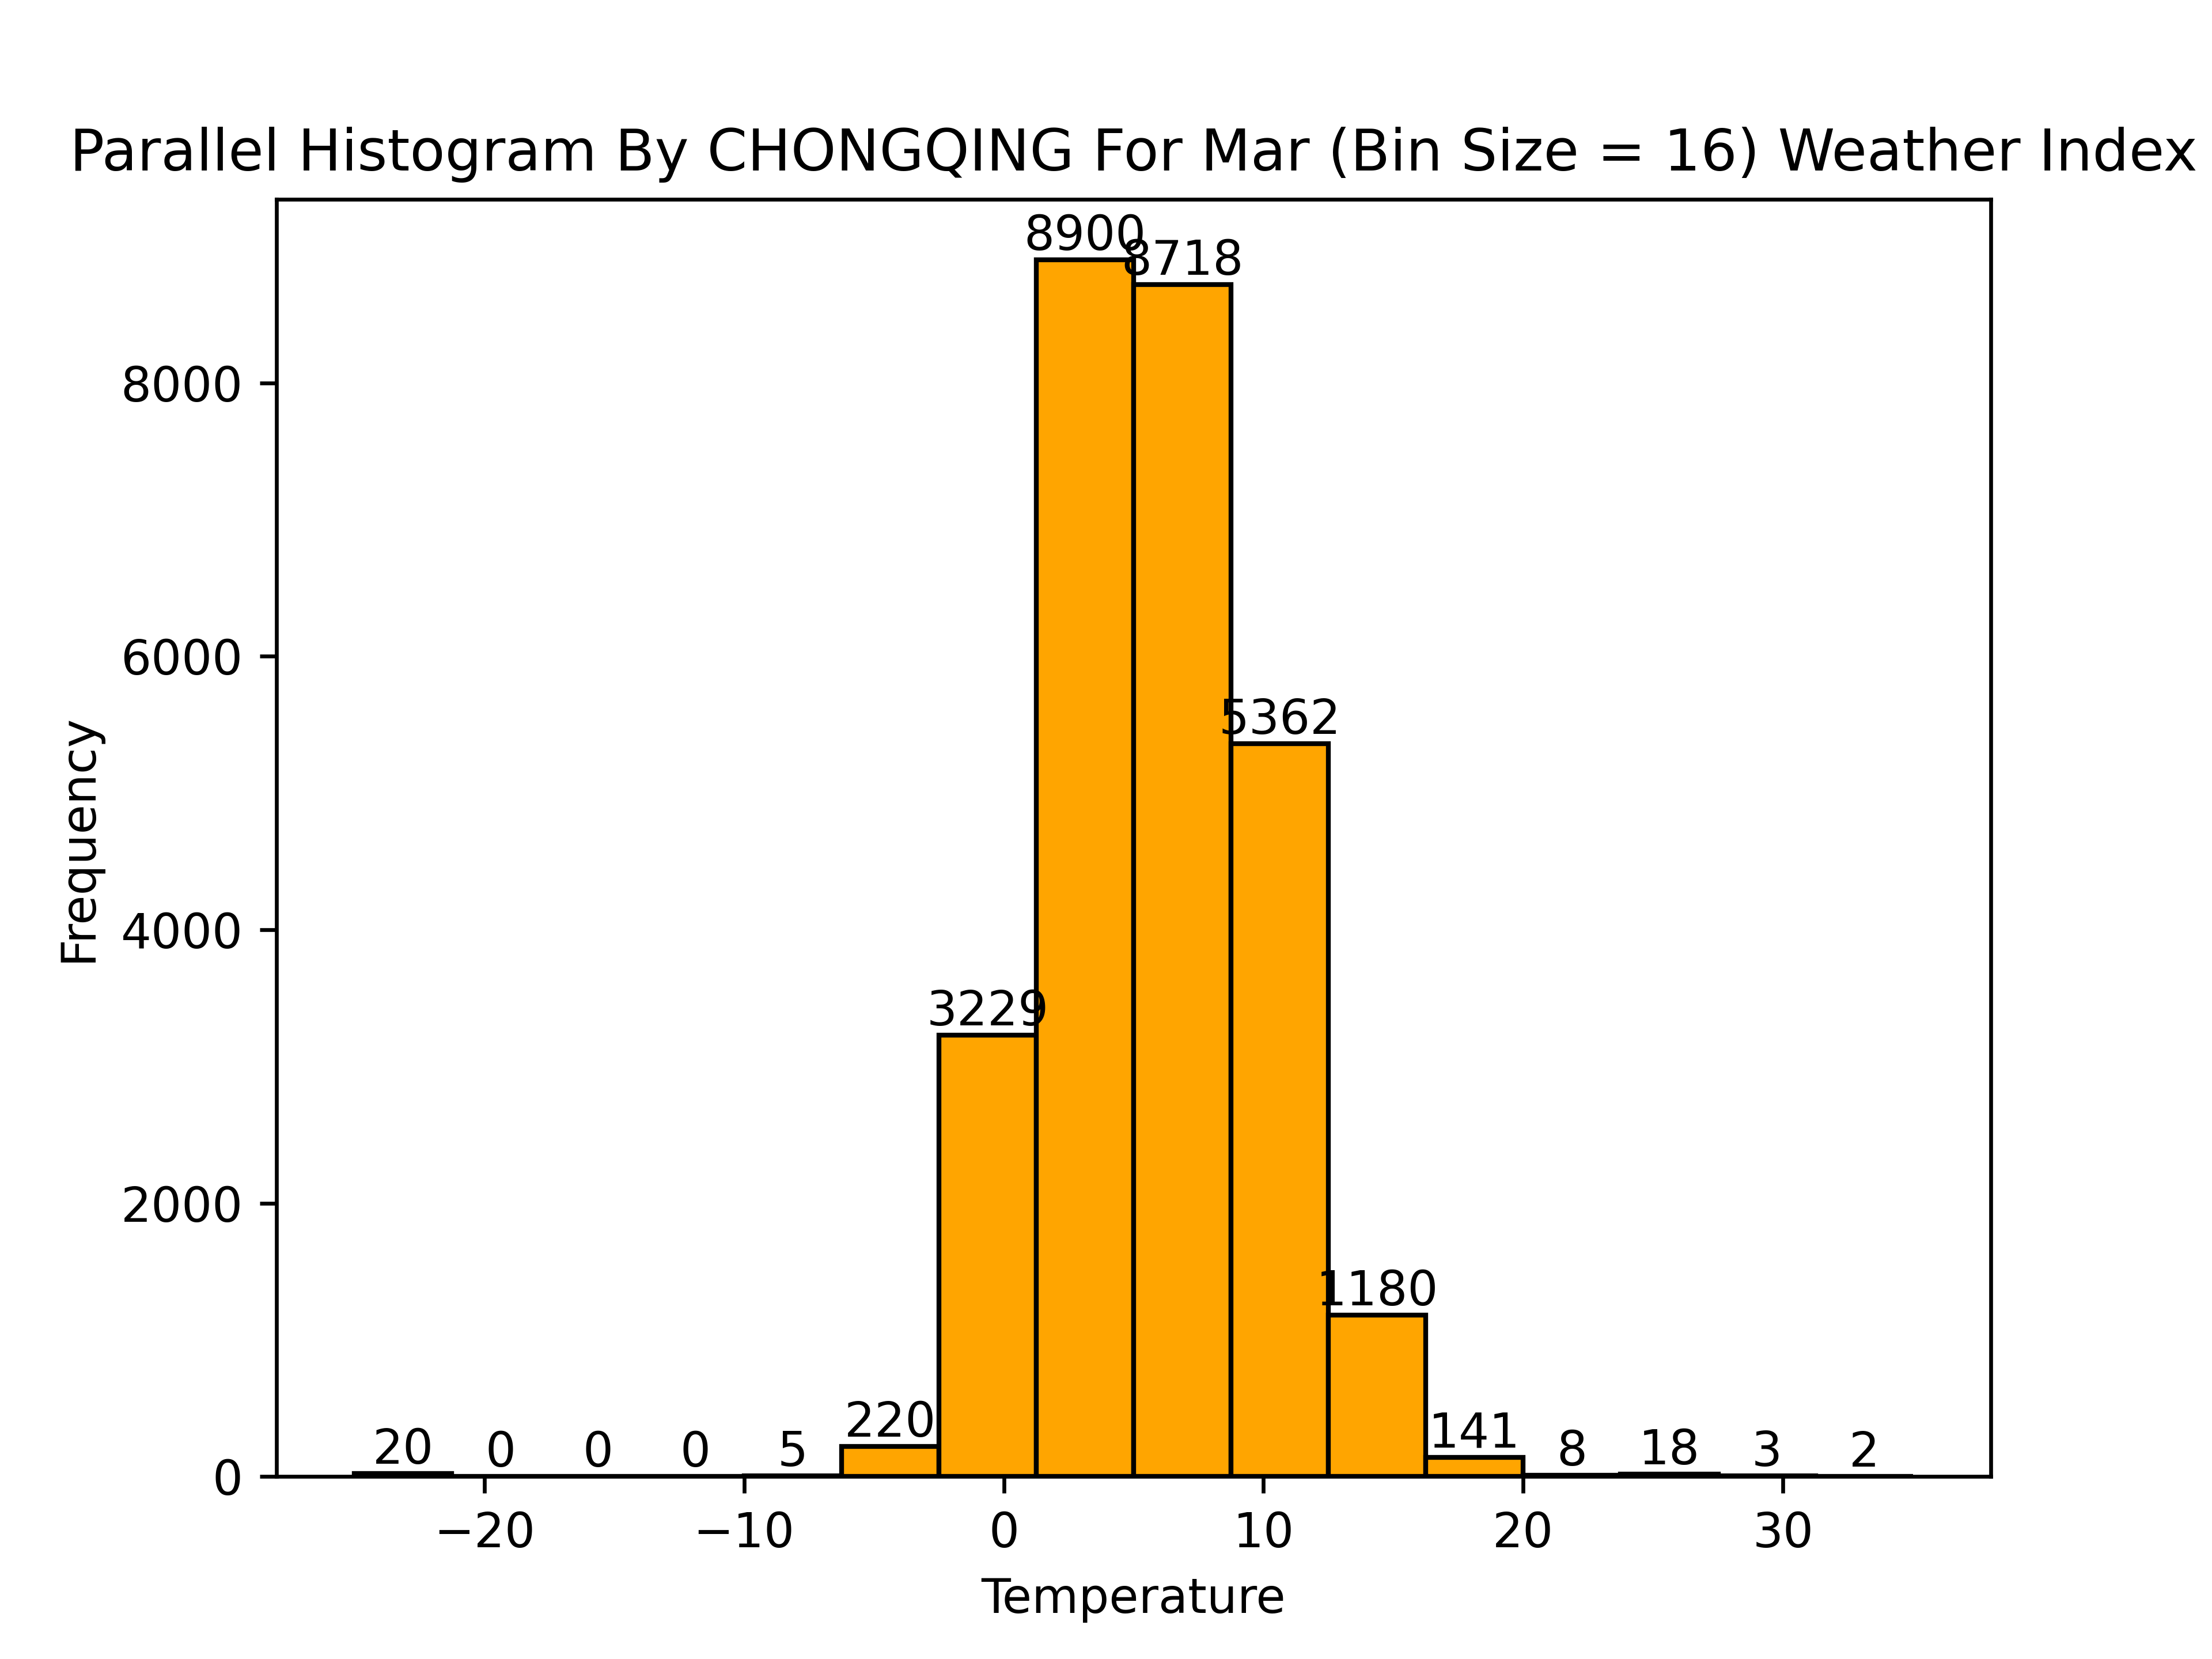 Parallel Histogram By CHONGQING For Mar (Bin Size = 16) Weather Index
8900
8718
8000
6000
5362
Frequency
4000
3229
2000
1180
220
141
20 0 0 0 5 8 18 3 2
0
−20 −10 0 10 20 30
Temperature